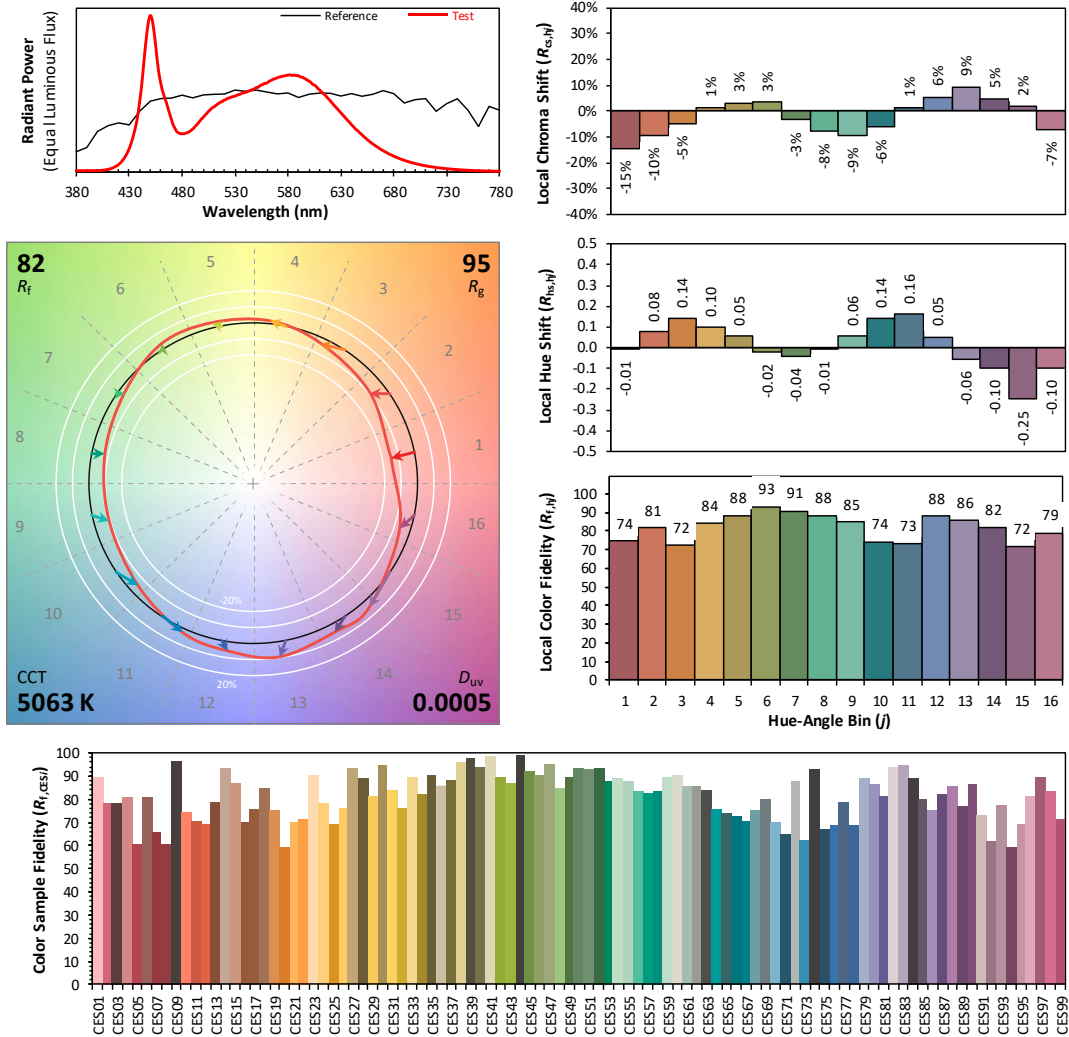 Radiant Power
(Equal Luminous Flux)
Reference
Test
380 430 480 530 580 630 680 730 780
Wavelength (nm)
Local Chroma Shift (Rcs,hj)
40%
30%
20%
10%
0%
-10%
-20%
-30%
-40%
-15% -10% -5% 1% 3% 3% -3% -8% -9% -6% 1% 6% 9% 5% 2% -7%
82
Rf
95
Rg
5 4
6 3
7 2
8 1
9 16
10 15
11 14
12 13
-20%
20%
CCT
5063 K
Duv
0.0005
Local Hue Shift (Rhs,hj)
0.5
0.4
0.3
0.2
0.1
0.0
-0.1
-0.2
-0.3
-0.4
-0.5
-0.01 0.08 0.14 0.10 0.05 -0.02 -0.04 -0.01 0.06 0.14 0.16 0.05 -0.06 -0.10 -0.25 -0.10
Local Color Fidelity (Rf,hj)
100
90
80
70
60
50
40
30
20
10
0
74 81 72 84 88 93 91 88 85 74 73 88 86 82 72 79
1 2 3 4 5 6 7 8 9 10 11 12 13 14 15 16
Hue-Angle Bin (j)
Color Sample Fidelity (Rf,CESi)
100
90
80
70
60
50
40
30
20
10
0
CES01 CES03 CES05 CES07 CES09 CES11 CES13 CES15 CES17 CES19 CES21 CES23 CES25 CES27 CES29 CES31 CES33 CES35 CES37 CES39 CES41 CES43 CES45 CES47 CES49 CES51 CES53 CES55 CES57 CES59 CES61 CES63 CES65 CES67 CES69 CES71 CES73 CES75 CES77 CES79 CES81 CES83 CES85 CES87 CES89 CES91 CES93 CES95 CES97 CES99